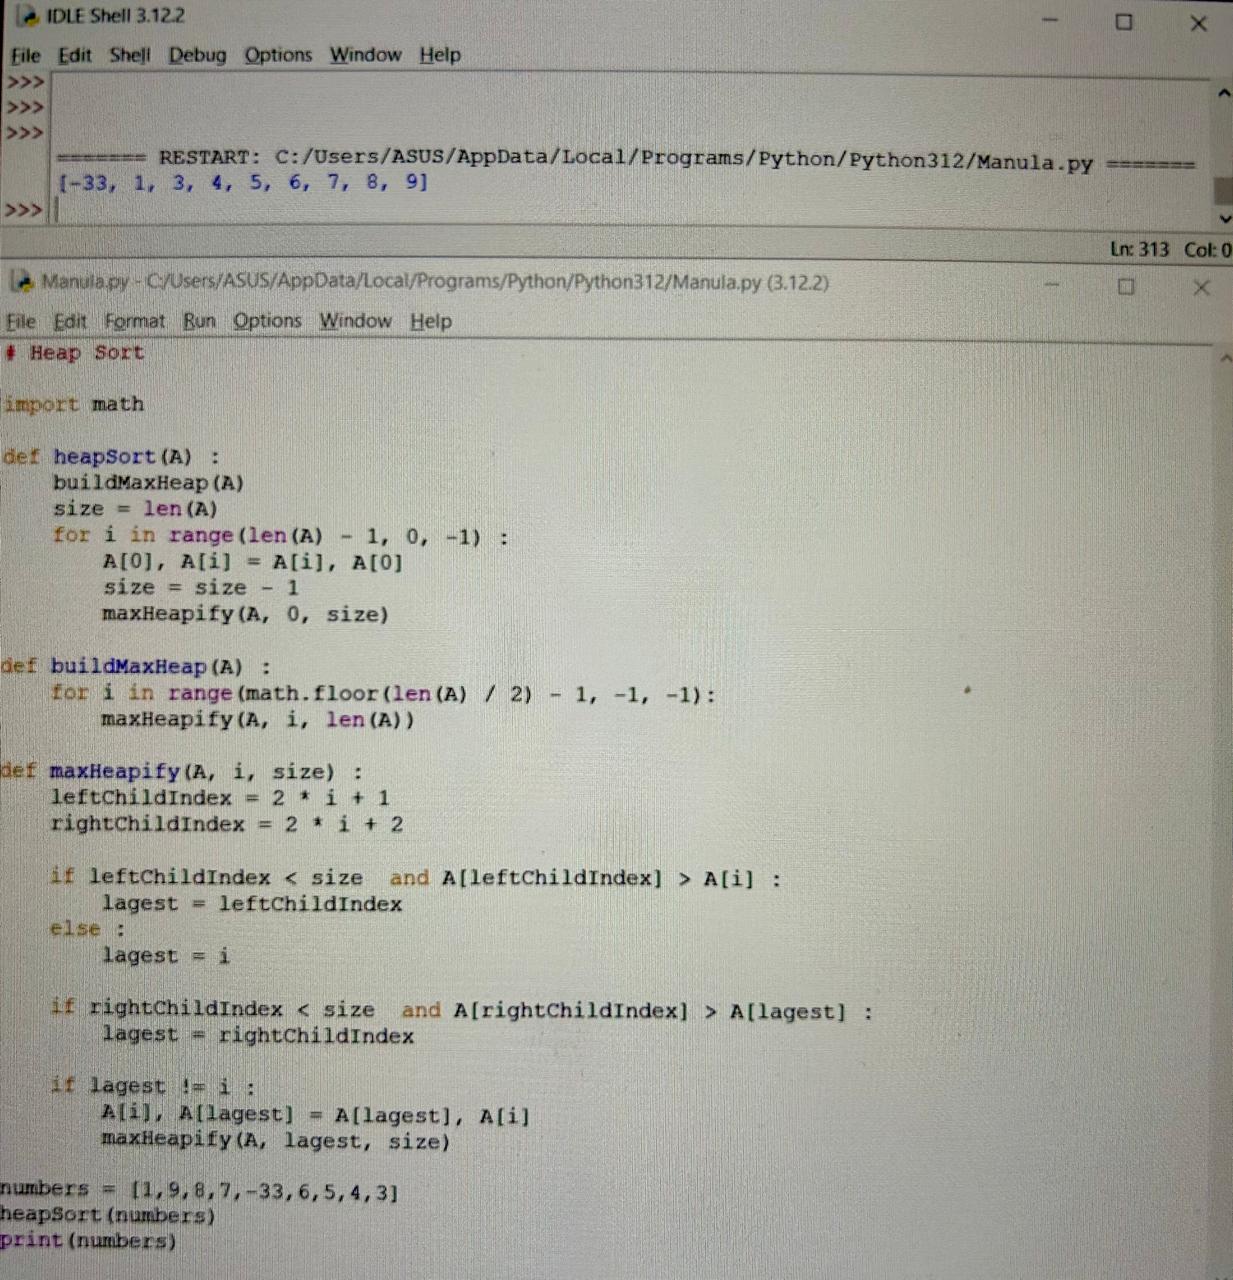 IDLE Shell 3.12.2
File Edit Shell Debug Options Window Help
>>>
>>>
>>>
======= RESTART: C:/Users/ASUS/AppData/Local/Programs/Python/Python312/Manula.py =======
[-33, 1, 3, 4, 5, 6, 7, 8, 9]
>>>
Ln: 313 Col: 0
Manula.py - C:/Users/ASUS/AppData/Local/Programs/Python/Python312/Manula.py (3.12.2)
File Edit Format Run Options Window Help
# Heap Sort
import math
def heapSort(A) :
    buildMaxHeap(A)
    size = len(A)
    for i in range(len(A) - 1, 0, -1) :
        A[0], A[i] = A[i], A[0]
        size = size - 1
        maxHeapify(A, 0, size)
def buildMaxHeap(A) :
    for i in range(math.floor(len(A) / 2) - 1, -1, -1):
        maxHeapify(A, i, len(A))
def maxHeapify(A, i, size) :
    leftChildIndex = 2 * i + 1
    rightChildIndex = 2 * i + 2
    if leftChildIndex < size  and A[leftChildIndex] > A[i] :
        lagest = leftChildIndex
    else :
        lagest = i
    if rightChildIndex < size  and A[rightChildIndex] > A[lagest] :
        lagest = rightChildIndex
    if lagest != i :
        A[i], A[lagest] = A[lagest], A[i]
        maxHeapify(A, lagest, size)
numbers = [1,9,8,7,-33,6,5,4,3]
heapSort(numbers)
print(numbers)